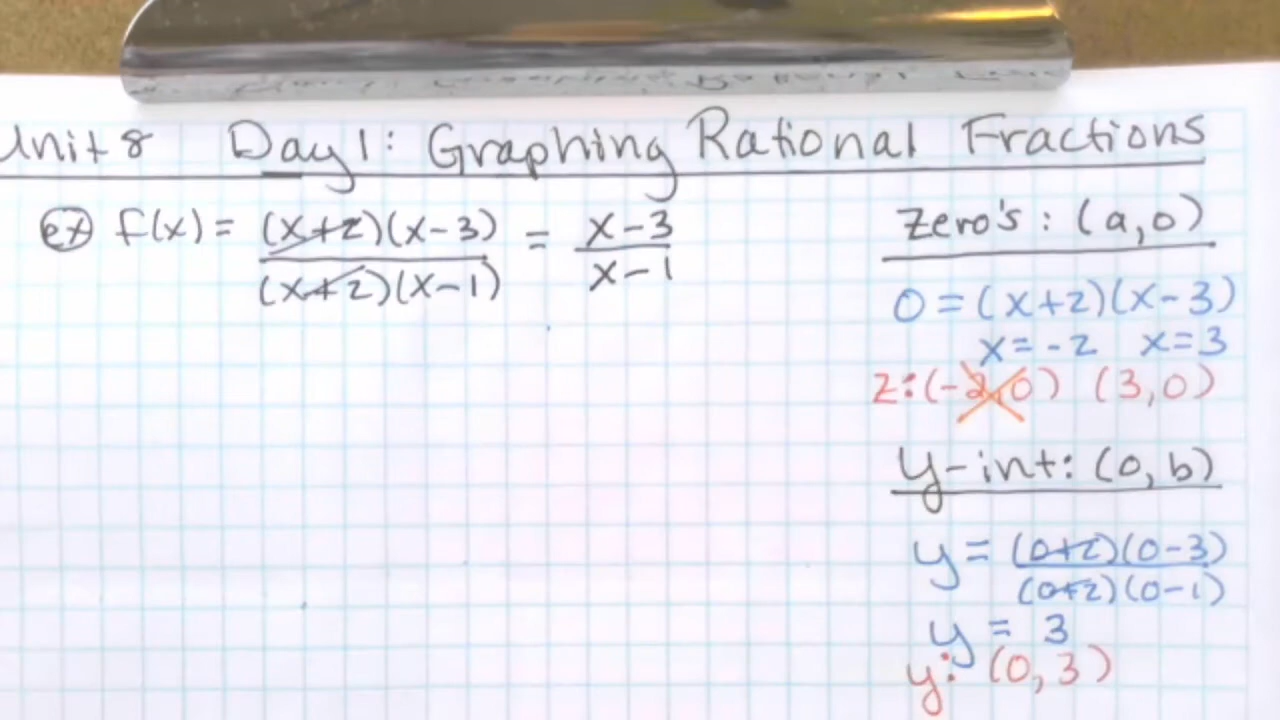 Unit 8 Day 1: Graphing Rational Fractions
ex f(x) = (x+2)(x-3) / (x+2)(x-1) = x-3 / x-1
Zero's: (a,0)
0 = (x+2)(x-3)
x = -2 x = 3
Z: (-2,0) (3,0)
y-int: (0,b)
y = (0+2)(0-3) / (0+2)(0-1)
y = 3
y: (0,3)